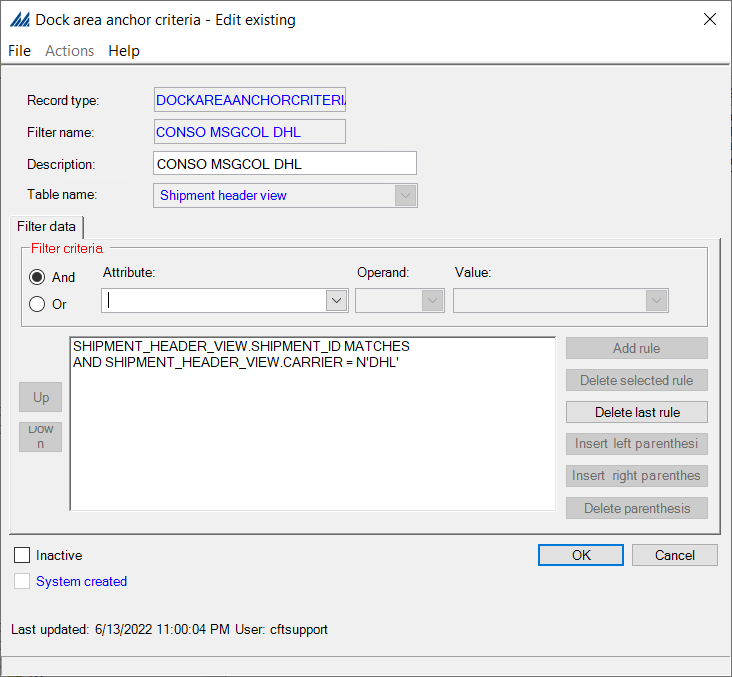 Dock area anchor criteria - Edit existing
File Actions Help
Record type: DOCKAREAANCHORCRITERI
Filter name: CONSO MSGCOL DHL
Description: CONSO MSGCOL DHL
Table name: Shipment header view
Filter data
Filter criteria
And
Or
Attribute: Operand: Value:
SHIPMENT_HEADER_VIEW.SHIPMENT_ID MATCHES
AND SHIPMENT_HEADER_VIEW.CARRIER = N'DHL'
Up
Dow
n
Add rule
Delete selected rule
Delete last rule
Insert left parenthesi
Insert right parenthes
Delete parenthesis
Inactive
System created
OK Cancel
Last updated: 6/13/2022 11:00:04 PM User: cftsupport